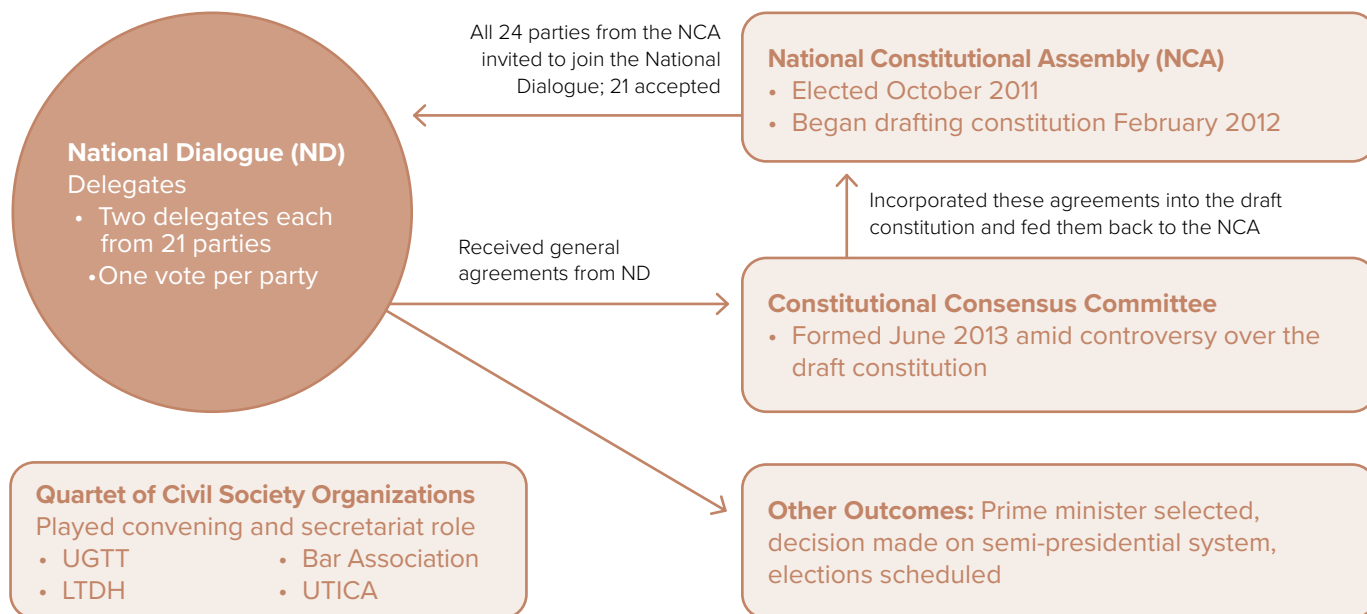 All 24 parties from the NCA
invited to join the National
Dialogue; 21 accepted
National Constitutional Assembly (NCA)
• Elected October 2011
• Began drafting constitution February 2012
National Dialogue (ND)
Delegates
• Two delegates each
from 21 parties
• One vote per party
Incorporated these agreements into the draft
constitution and fed them back to the NCA
Received general
agreements from ND
Constitutional Consensus Committee
• Formed June 2013 amid controversy over the
draft constitution
Quartet of Civil Society Organizations
Played convening and secretariat role
• UGTT • Bar Association
• LTDH • UTICA
Other Outcomes: Prime minister selected,
decision made on semi-presidential system,
elections scheduled